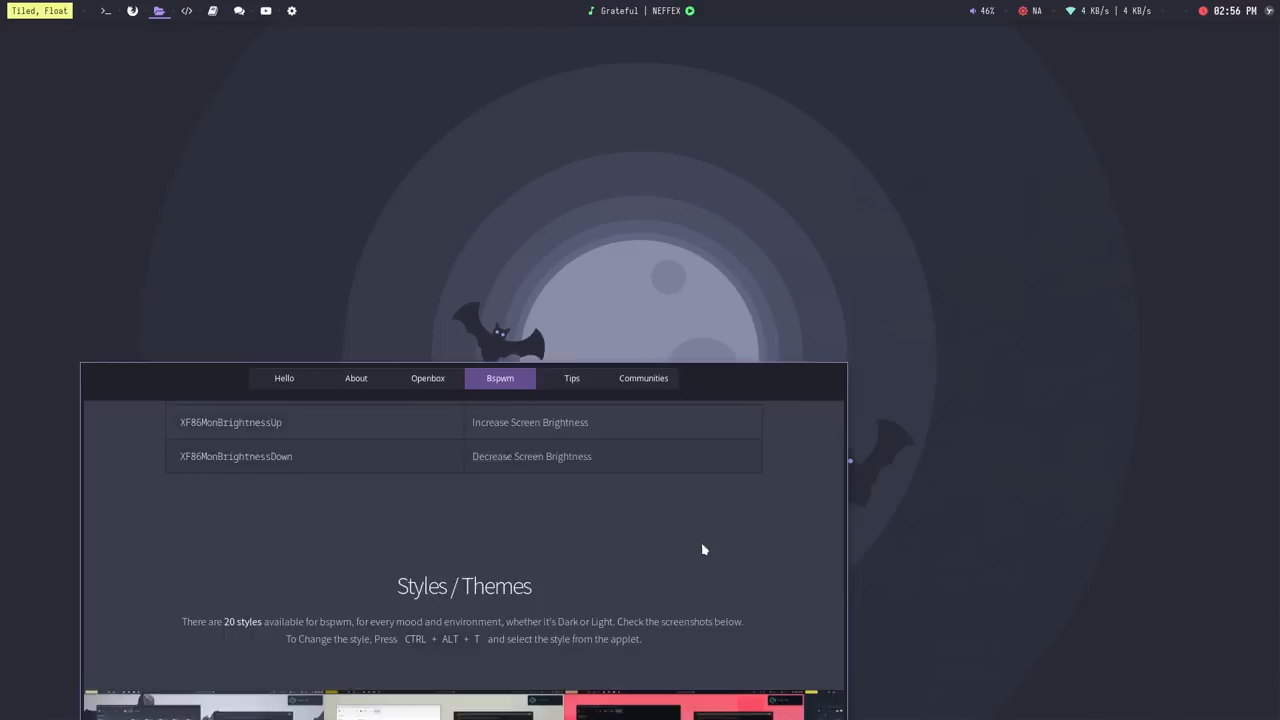 Tiled, Float
Grateful | NEFFEX
46%
NA
4 KB/s | 4 KB/s
02:56 PM
Hello
About
Openbox
Bspwm
Tips
Communities
XF86MonBrightnessUp
Increase Screen Brightness
XF86MonBrightnessDown
Decrease Screen Brightness
Styles / Themes
There are 20 styles available for bspwm, for every mood and environment, whether it's Dark or Light. Check the screenshots below.
To Change the style, Press CTRL + ALT + T and select the style from the applet.